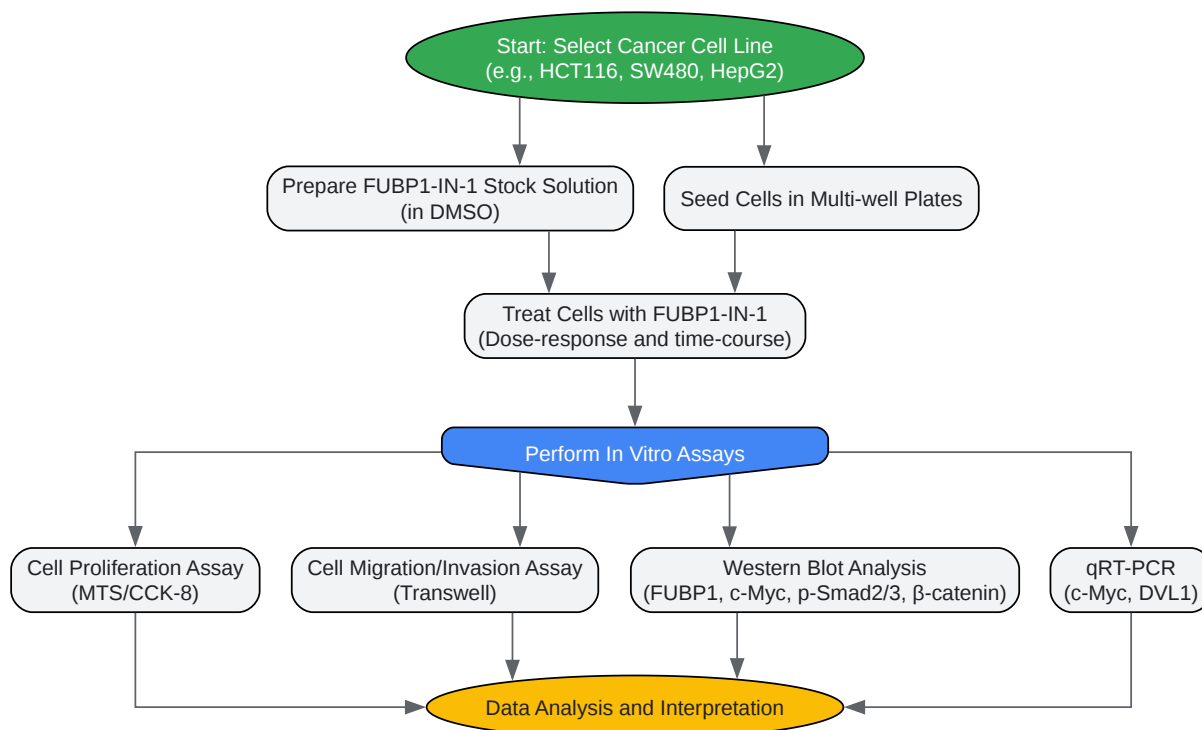 Start: Select Cancer Cell Line
(e.g., HCT116, SW480, HepG2)
Prepare FUBP1-IN-1 Stock Solution
(in DMSO)
Seed Cells in Multi-well Plates
Treat Cells with FUBP1-IN-1
(Dose-response and time-course)
Perform In Vitro Assays
Cell Proliferation Assay
(MTS/CCK-8)
Cell Migration/Invasion Assay
(Transwell)
Western Blot Analysis
(FUBP1, c-Myc, p-Smad2/3, β-catenin)
qRT-PCR
(c-Myc, DVL1)
Data Analysis and Interpretation